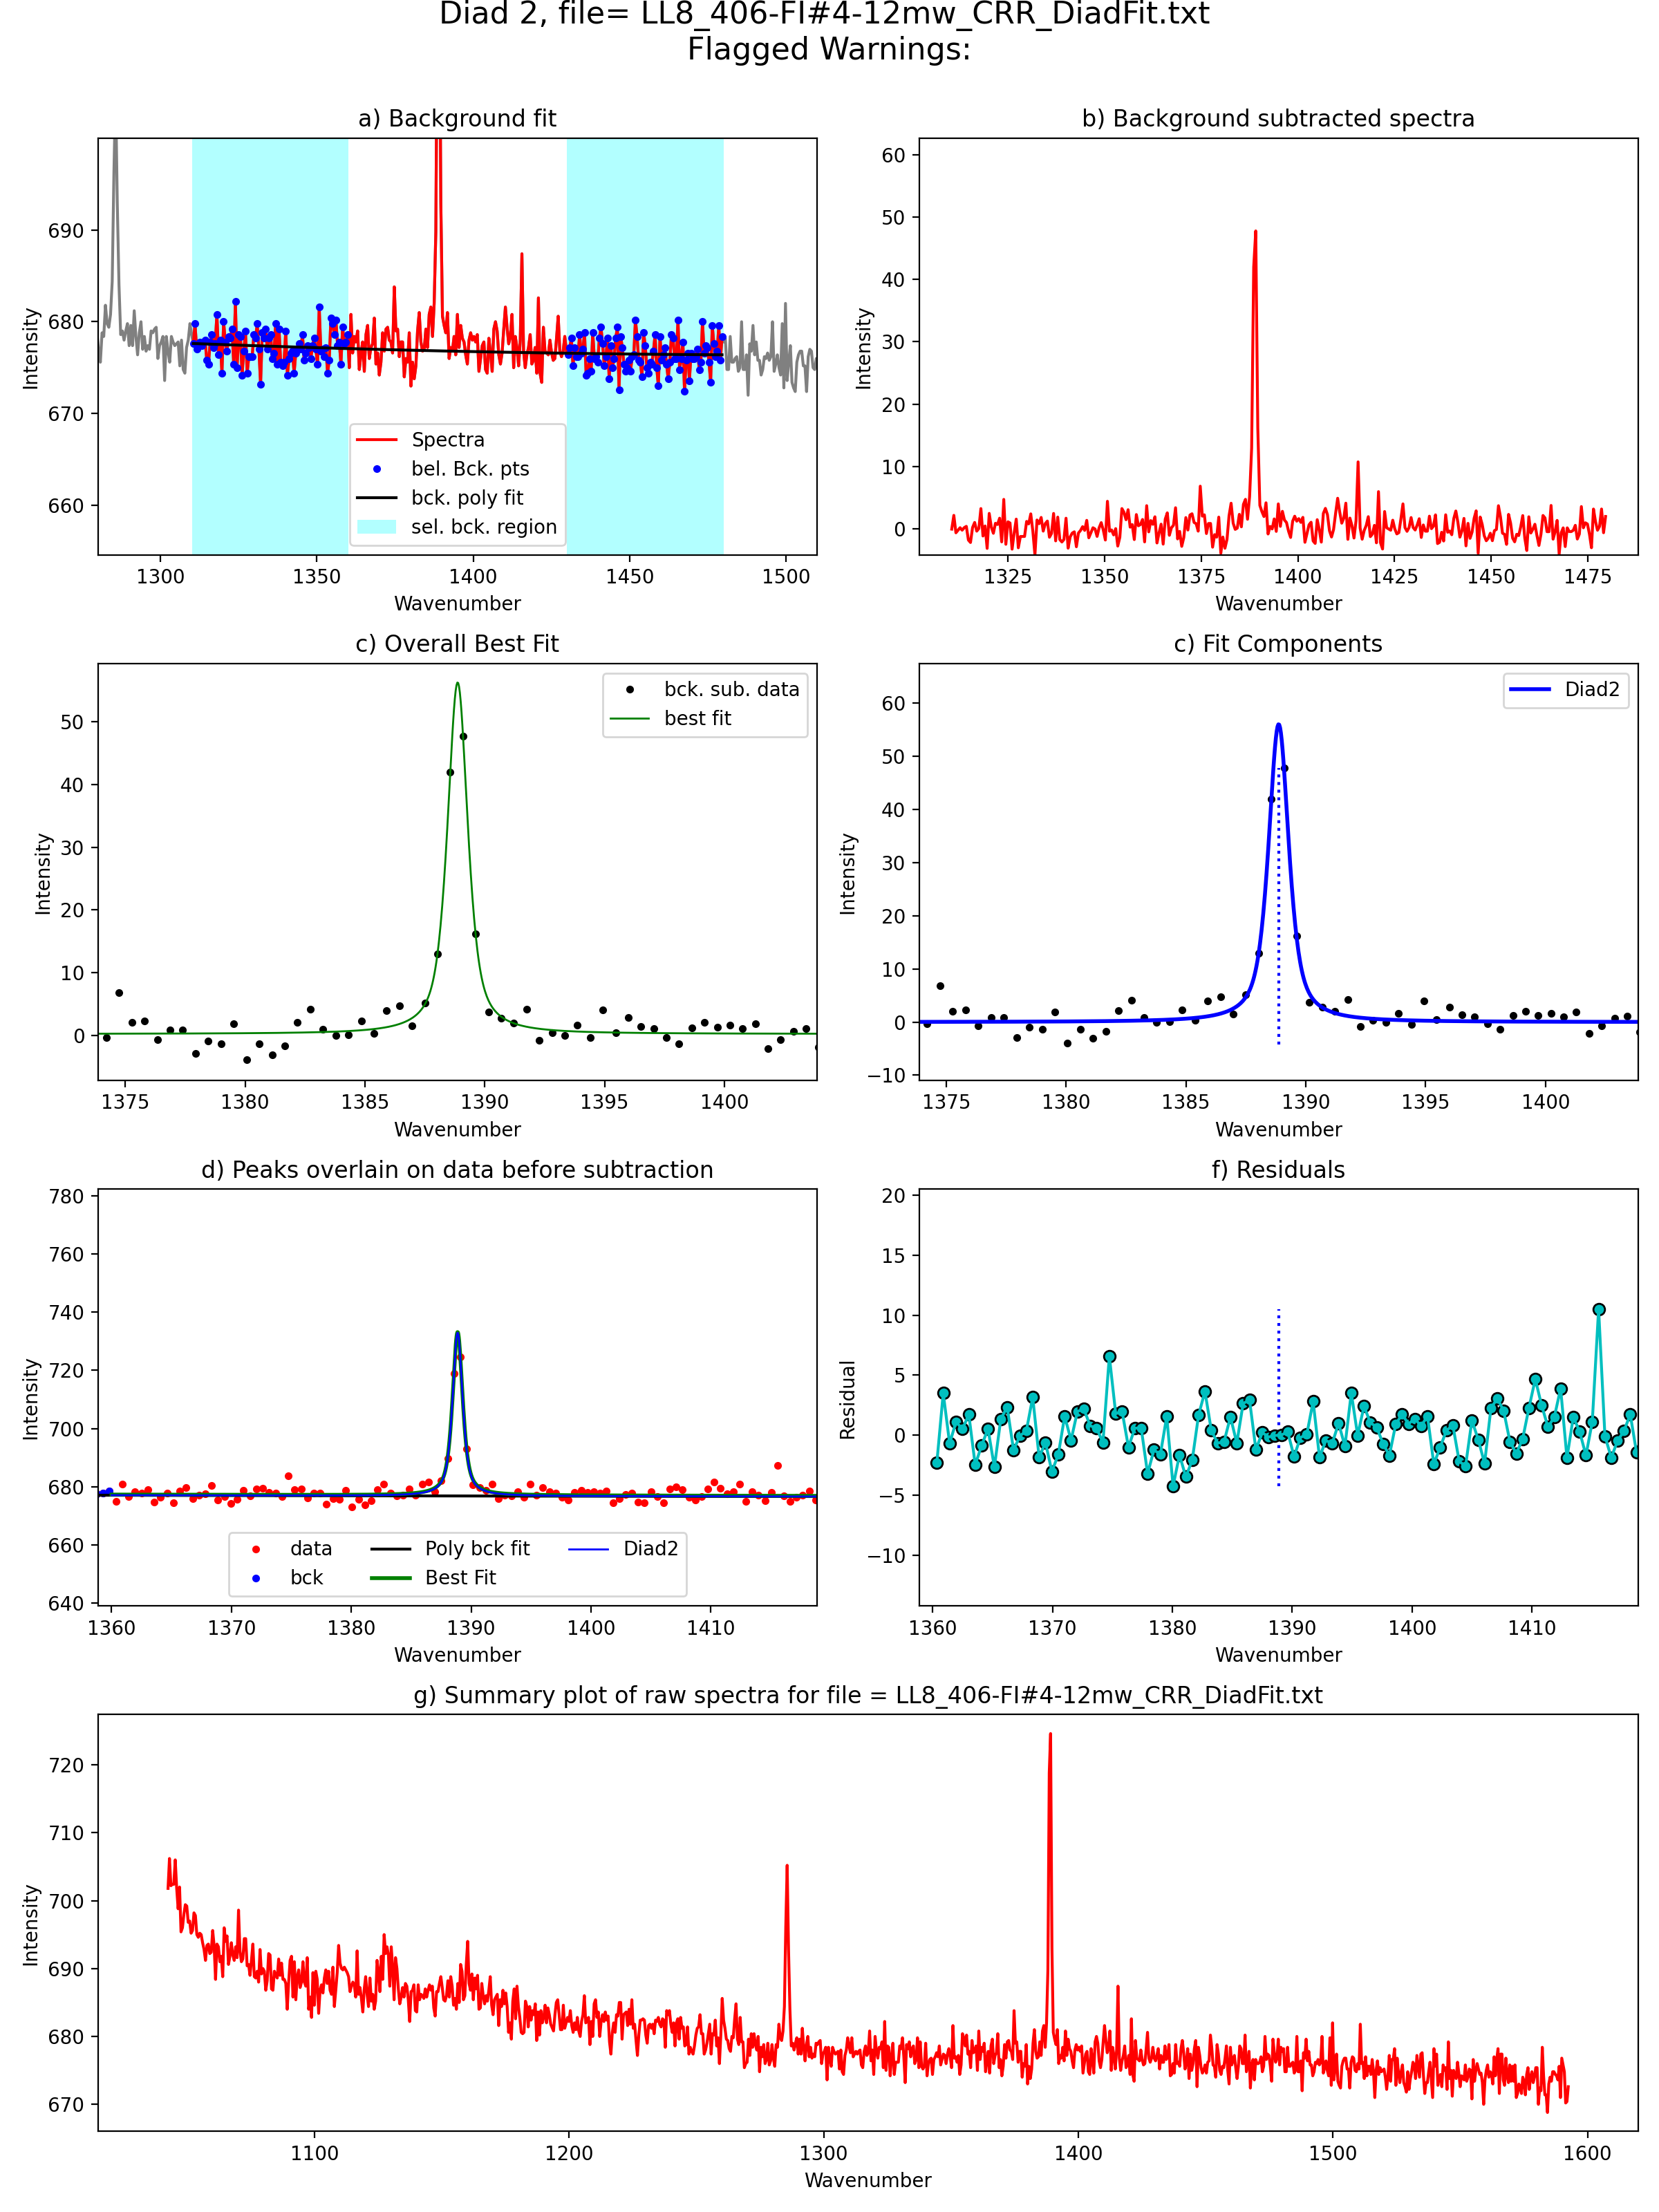 Diad 2, file= LL8_406-FI#4-12mw_CRR_DiadFit.txt
Flagged Warnings:
a) Background fit
Intensity
690
680
670
660
Spectra
bel. Bck. pts
bck. poly fit
sel. bck. region
1300 1350 1400 1450 1500
Wavenumber
b) Background subtracted spectra
Intensity
60
50
40
30
20
10
0
1325 1350 1375 1400 1425 1450 1475
Wavenumber
c) Overall Best Fit
Intensity
50
40
30
20
10
0
bck. sub. data
best fit
1375 1380 1385 1390 1395 1400
Wavenumber
c) Fit Components
Intensity
60
50
40
30
20
10
0
−10
Diad2
1375 1380 1385 1390 1395 1400
Wavenumber
d) Peaks overlain on data before subtraction
Intensity
780
760
740
720
700
680
660
640
data Poly bck fit Diad2
bck Best Fit
1360 1370 1380 1390 1400 1410
Wavenumber
f) Residuals
Residual
20
15
10
5
0
−5
−10
1360 1370 1380 1390 1400 1410
Wavenumber
g) Summary plot of raw spectra for file = LL8_406-FI#4-12mw_CRR_DiadFit.txt
Intensity
720
710
700
690
680
670
1100 1200 1300 1400 1500 1600
Wavenumber